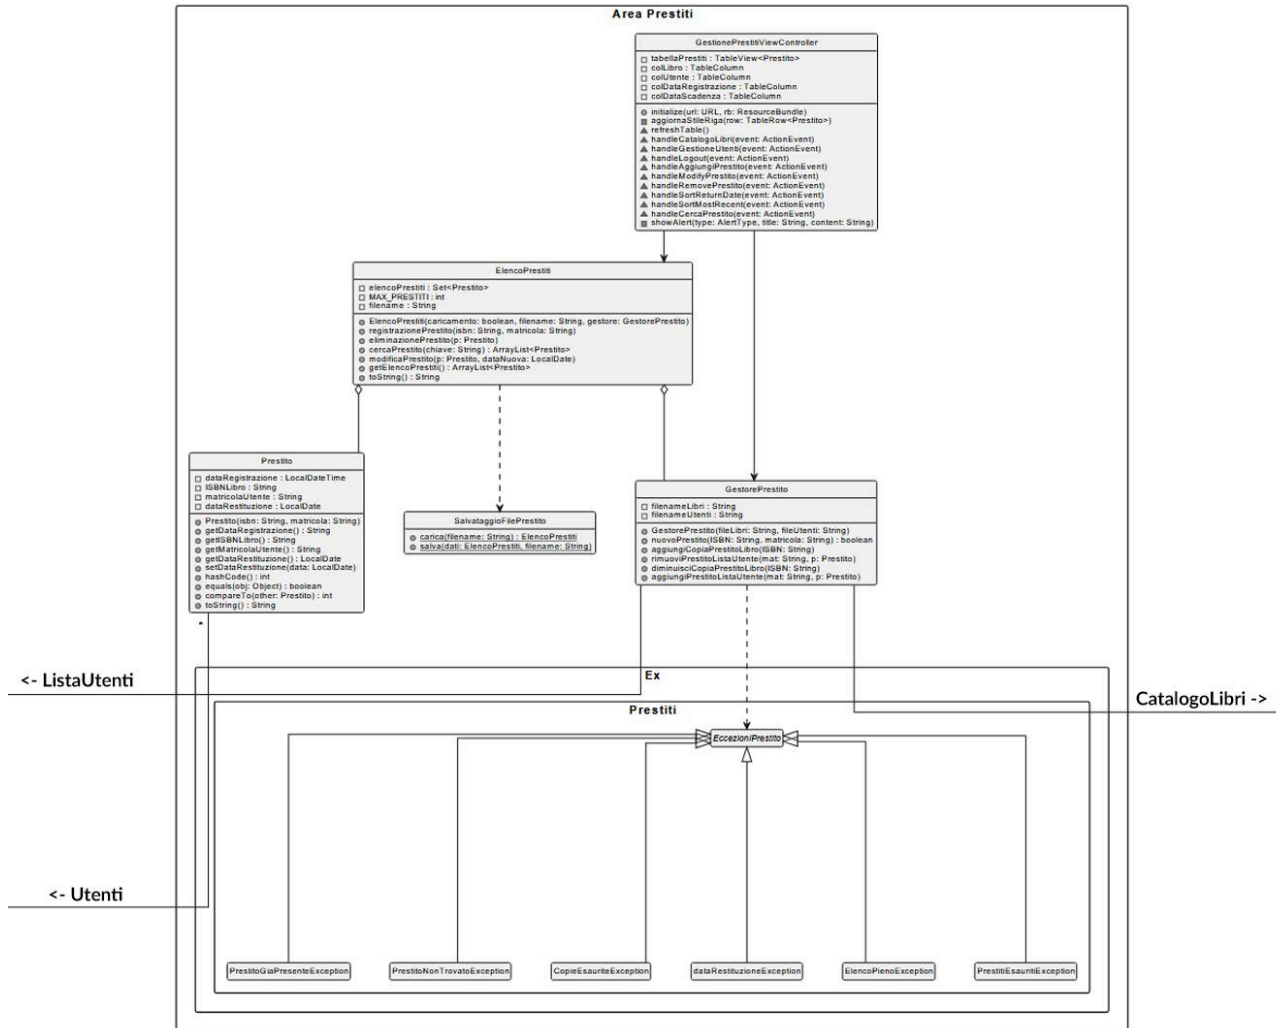 Area Prestiti
GestionePrestitiViewController
tabellaPrestiti : TableView<Prestito>
colLibro : TableColumn
colUtente : TableColumn
colDataRegistrazione : TableColumn
colDataScadenza : TableColumn
initialize(url: URL, rb: ResourceBundle)
aggiornaStileRiga(row: TableRow<Prestito>)
refreshTable()
handleCatalogoLibri(event: ActionEvent)
handleGestioneUtenti(event: ActionEvent)
handleLogout(event: ActionEvent)
handleAggiungiPrestito(event: ActionEvent)
handleModifyPrestito(event: ActionEvent)
handleRemovePrestito(event: ActionEvent)
handleSortReturnDate(event: ActionEvent)
handleSortMostRecent(event: ActionEvent)
handleCercaPrestito(event: ActionEvent)
showAlert(type: AlertType, title: String, content: String)
ElencoPrestiti
elencoPrestiti : Set<Prestito>
MAX_PRESTITI : int
filename : String
ElencoPrestiti(caricamento: boolean, filename: String, gestore: GestorePrestito)
registrazionePrestito(isbn: String, matricola: String)
eliminazionePrestito(p: Prestito)
cercaPrestito(chiave: String) : ArrayList<Prestito>
modificaPrestito(p: Prestito, dataNuova: LocalDate)
getElencoPrestiti() : ArrayList<Prestito>
toString() : String
Prestito
dataRegistrazione : LocalDateTime
ISBNLibro : String
matricolaUtente : String
dataRestituzione : LocalDate
Prestito(isbn: String, matricola: String)
getDataRegistrazione() : String
getISBNLibro() : String
getMatricolaUtente() : String
getDataRestituzione() : LocalDate
setDataRestituzione(data: LocalDate)
hashCode() : int
equals(obj: Object) : boolean
compareTo(other: Prestito) : int
toString() : String
*
SalvataggioFilePrestito
carica(filename: String) : ElencoPrestiti
salva(dati: ElencoPrestiti, filename: String)
GestorePrestito
filenameLibri : String
filenameUtenti : String
GestorePrestito(fileLibri: String, fileUtenti: String)
nuovoPrestito(ISBN: String, matricola: String) : boolean
aggiungiCopiaPrestitoLibro(ISBN: String)
rimuoviPrestitoListaUtente(mat: String, p: Prestito)
diminuisciCopiaPrestitoLibro(ISBN: String)
aggiungiPrestitoListaUtente(mat: String, p: Prestito)
<- ListaUtenti
Ex
CatalogoLibri ->
Prestiti
EccezioniPrestito
<- Utenti
PrestitoGiaPresenteException
PrestitoNonTrovatoException
CopieEsauriteException
dataRestituzioneException
ElencoPienoException
PrestitiEsauritiException